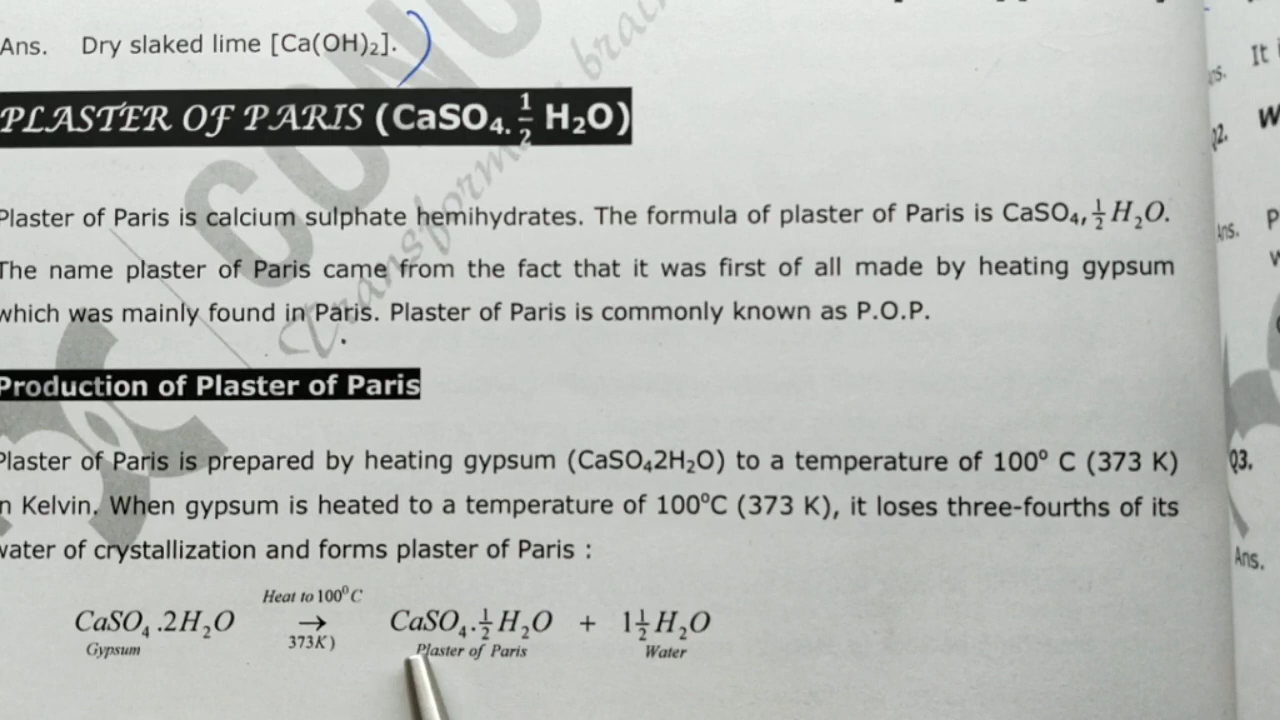 Ans. Dry slaked lime [Ca(OH)₂].
PLASTER OF PARIS (CaSO₄.½ H₂O)
Plaster of Paris is calcium sulphate hemihydrates. The formula of plaster of Paris is CaSO₄,½H₂O.
The name plaster of Paris came from the fact that it was first of all made by heating gypsum
which was mainly found in Paris. Plaster of Paris is commonly known as P.O.P.
Production of Plaster of Paris
Plaster of Paris is prepared by heating gypsum (CaSO₄2H₂O) to a temperature of 100⁰ C (373 K)
n Kelvin. When gypsum is heated to a temperature of 100⁰C (373 K), it loses three-fourths of its
water of crystallization and forms plaster of Paris :
Heat to 100⁰C
CaSO₄.2H₂O → CaSO₄.½H₂O + 1½H₂O
Gypsum 373K) Plaster of Paris Water
It i
Q2. W
Ans. P
Q3.
Ans.